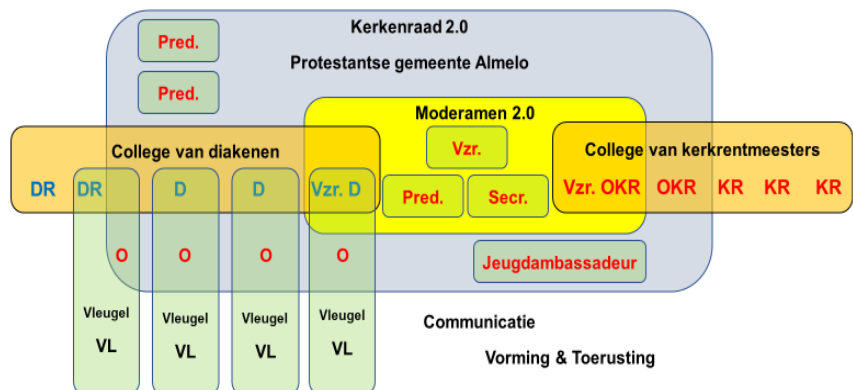 Kerkenraad 2.0
Pred.
Protestantse gemeente Almelo
Pred.
Moderamen 2.0
Vzr.
College van diakenen
College van kerkrentmeesters
DR DR D D Vzr. D Pred. Secr. Vzr. OKR OKR KR KR KR
O O O O Jeugdambassadeur
Vleugel Vleugel Vleugel Vleugel
VL VL VL VL
Communicatie
Vorming & Toerusting